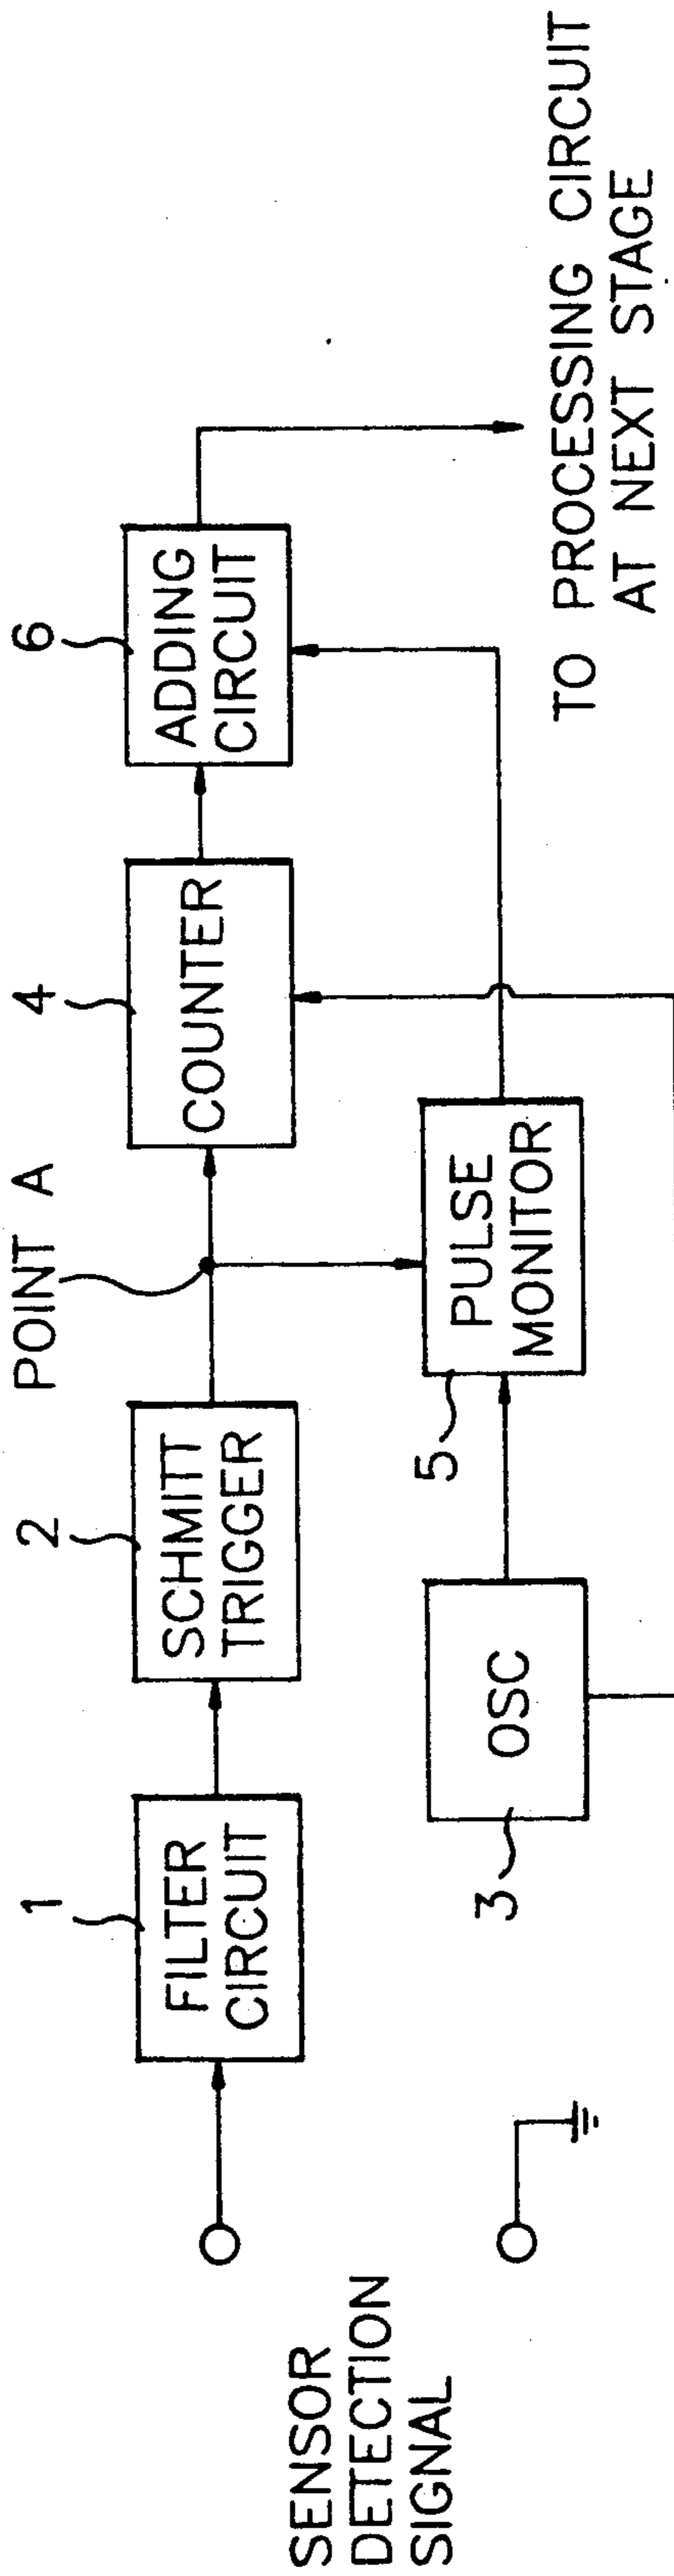 SENSOR
DETECTION
SIGNAL
1
FILTER
CIRCUIT
2
SCHMITT
TRIGGER
POINT A
4
COUNTER
6
ADDING
CIRCUIT
3
OSC
5
PULSE
MONITOR
TO PROCESSING CIRCUIT
AT NEXT STAGE